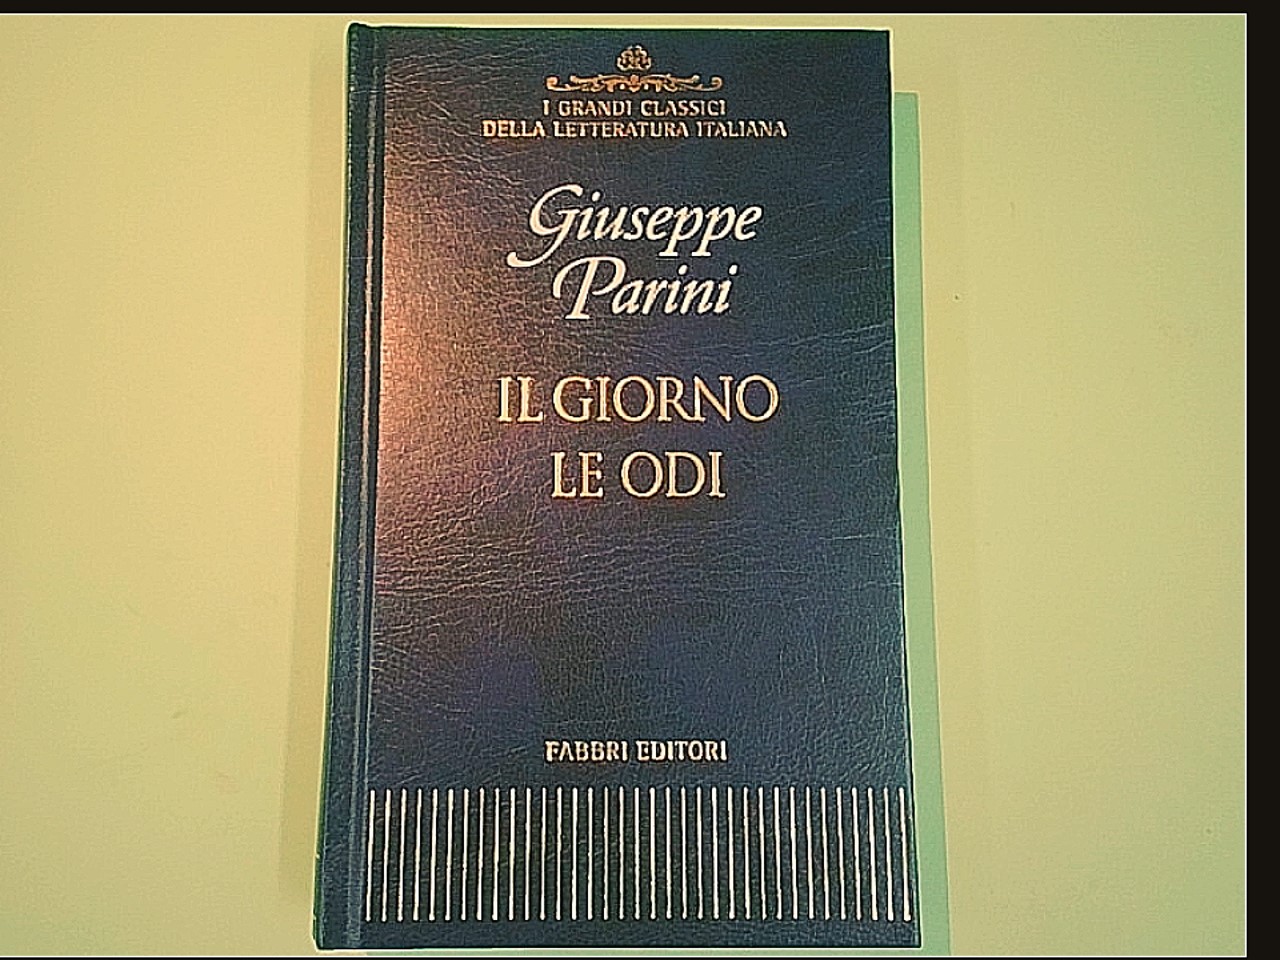 I GRANDI CLASSICI
DELLA LETTERATURA ITALIANA
Giuseppe
Parini
IL GIORNO
LE ODI
FABBRI EDITORI